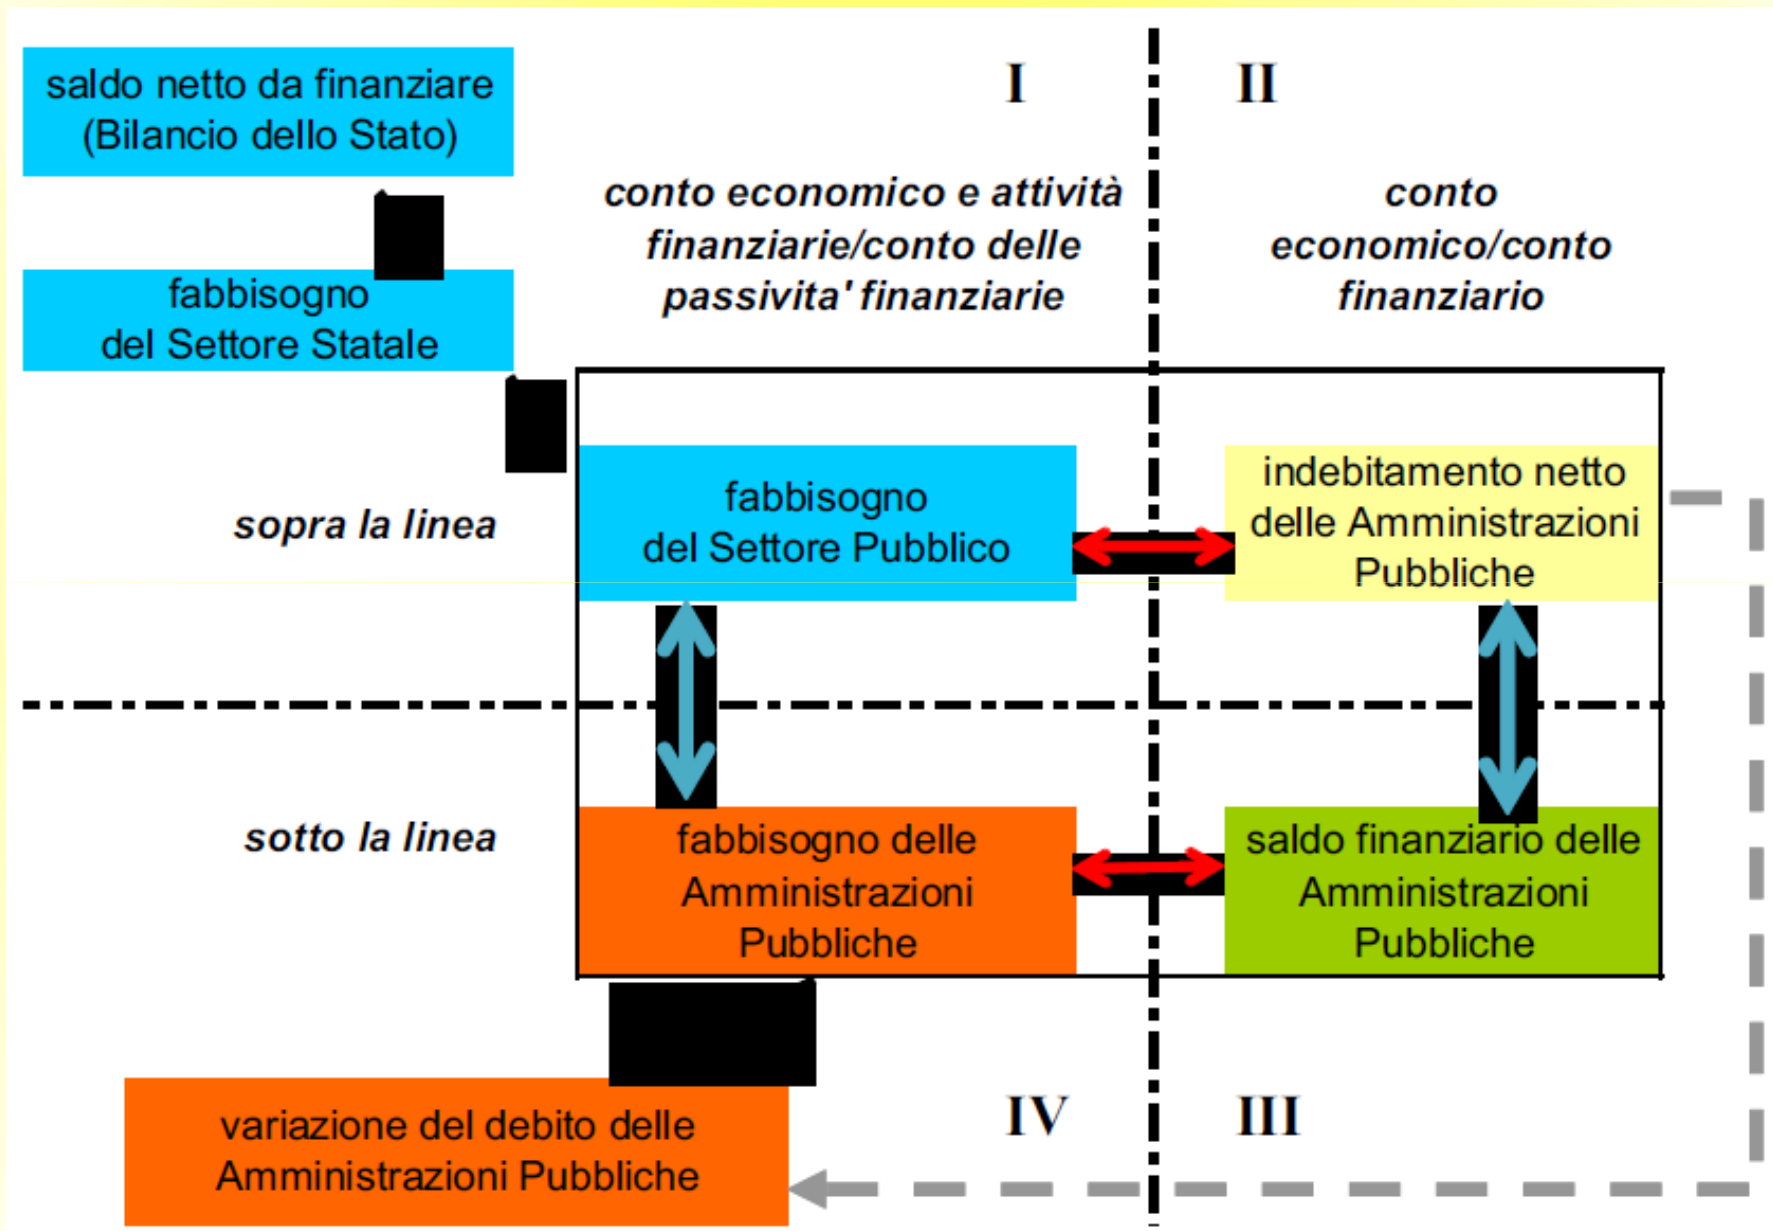 saldo netto da finanziare
(Bilancio dello Stato)
I
II
conto economico e attività
finanziarie/conto delle
passivita' finanziarie
conto
economico/conto
finanziario
fabbisogno
del Settore Statale
sopra la linea
fabbisogno
del Settore Pubblico
indebitamento netto
delle Amministrazioni
Pubbliche
sotto la linea
fabbisogno delle
Amministrazioni
Pubbliche
saldo finanziario delle
Amministrazioni
Pubbliche
IV
III
variazione del debito delle
Amministrazioni Pubbliche